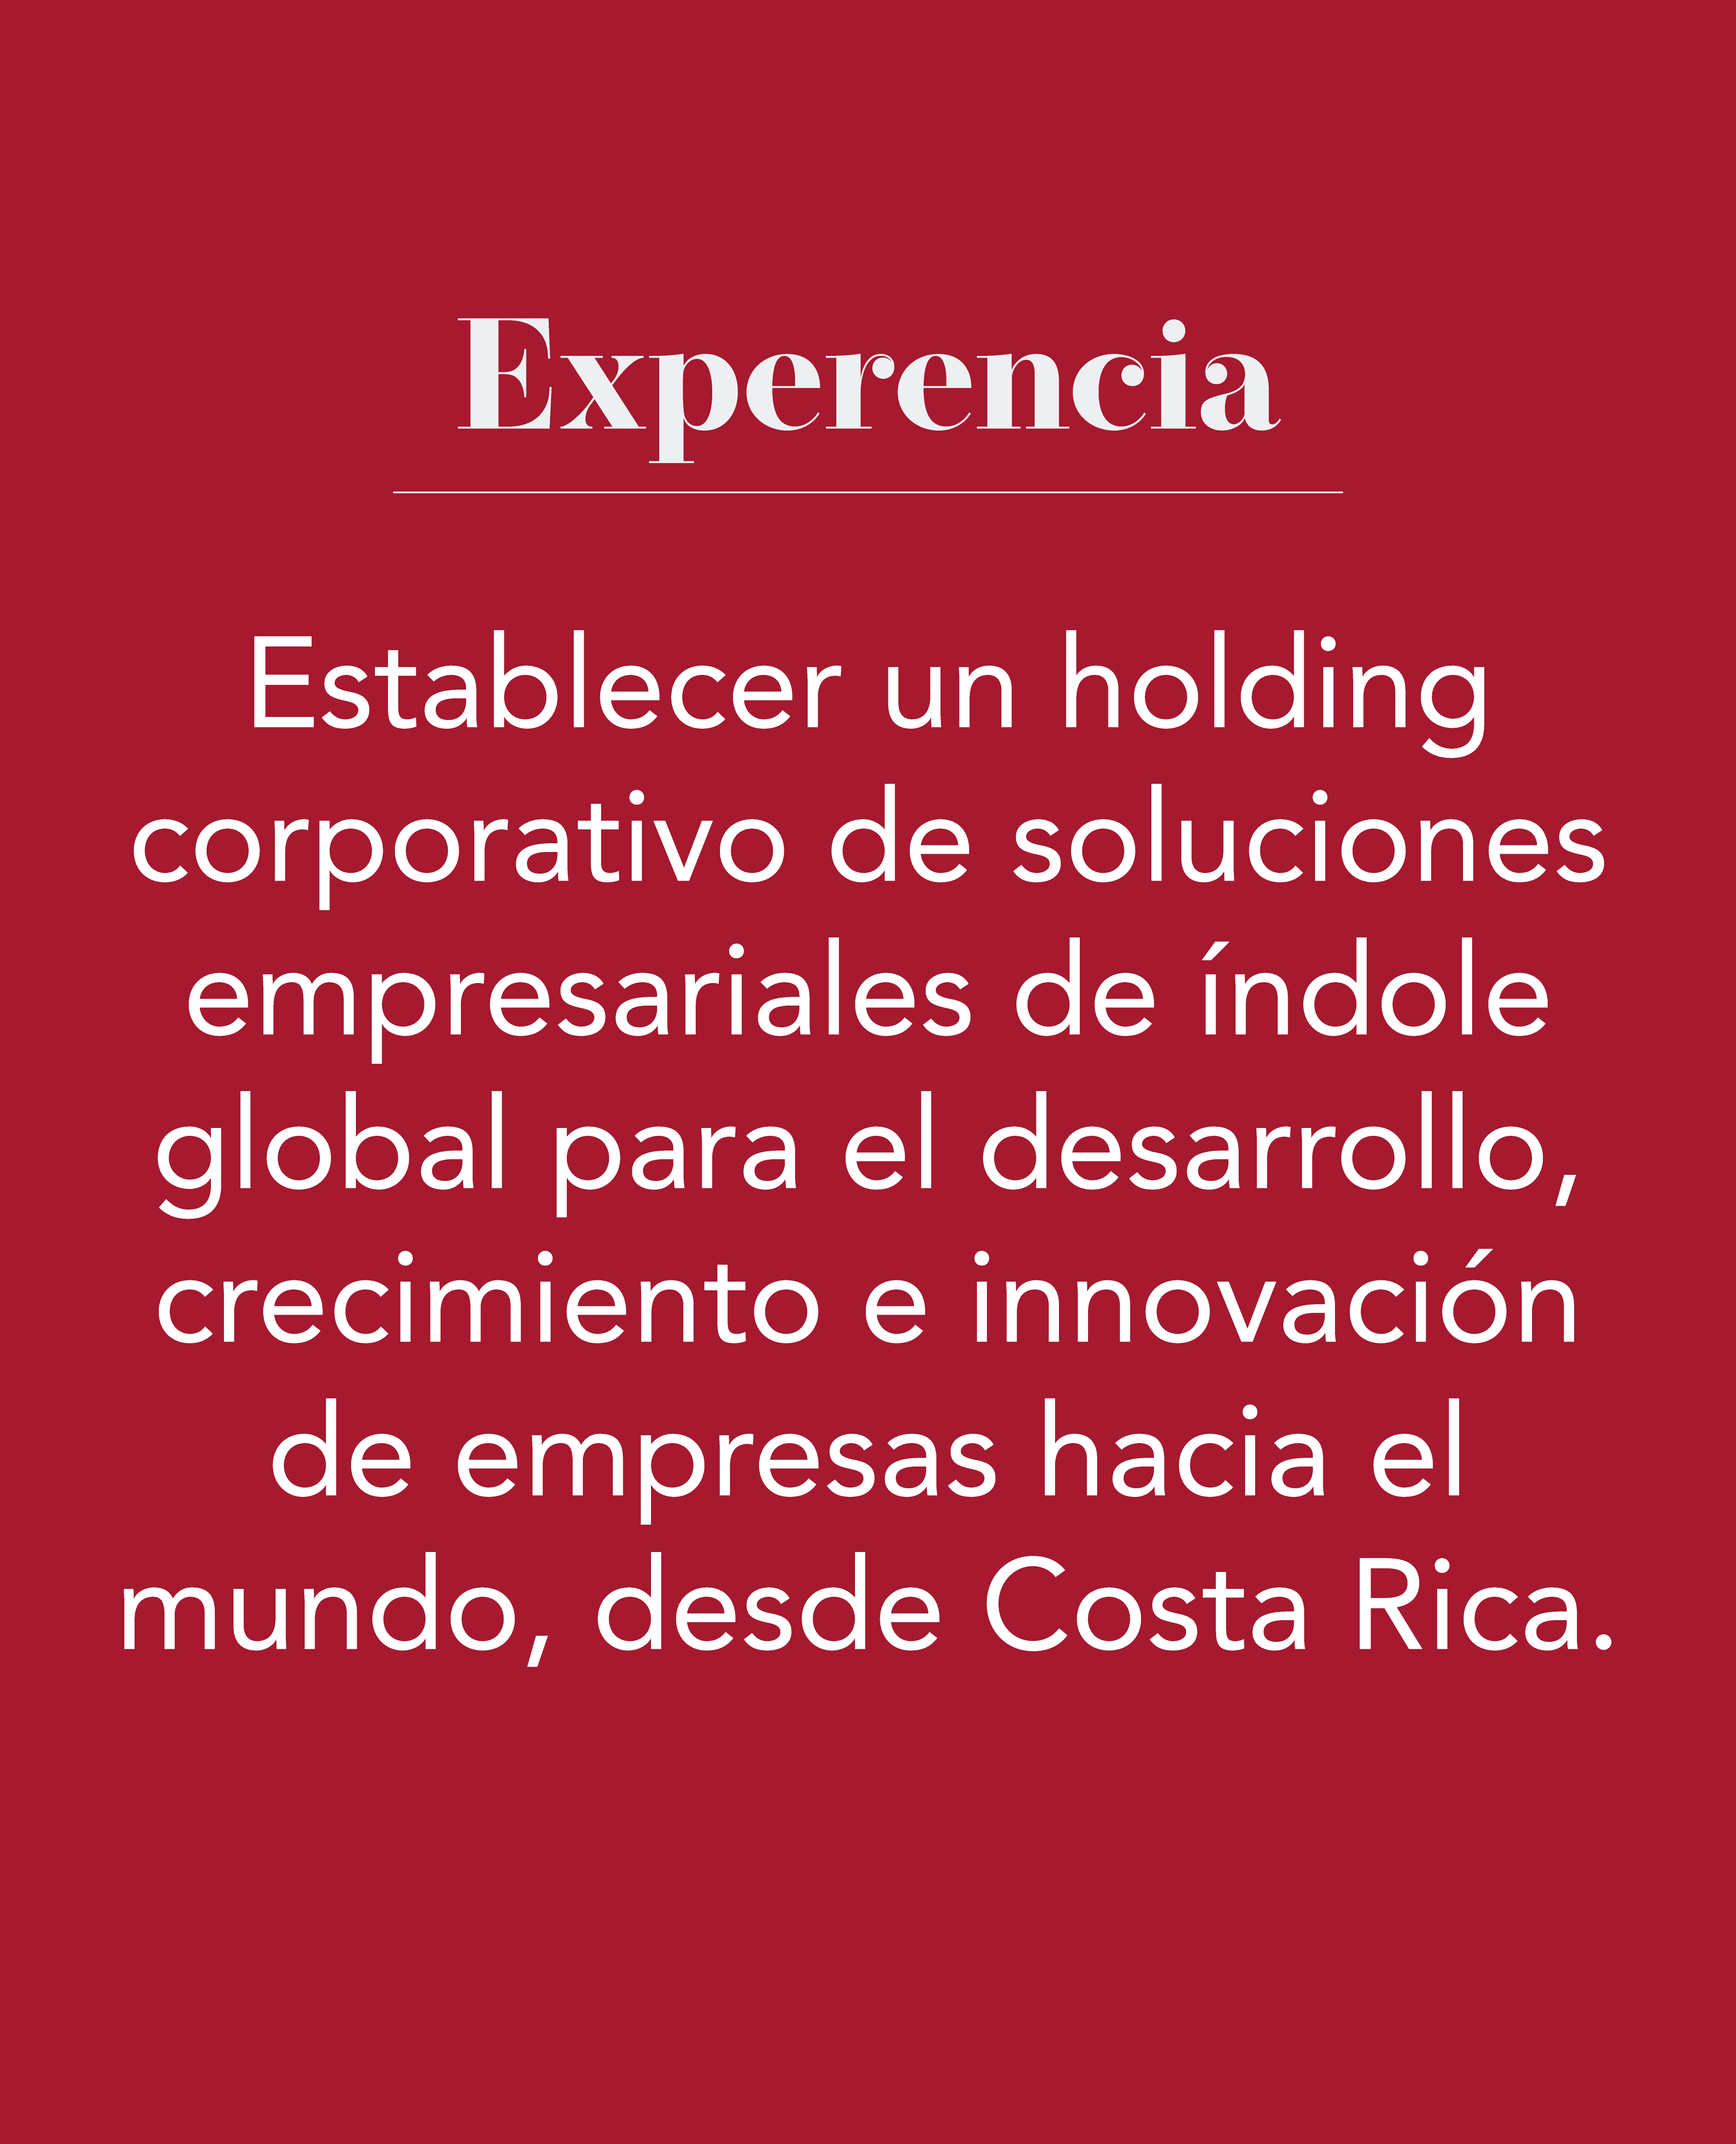 Experencia
Establecer un holding
corporativo de soluciones
empresariales de índole
global para el desarrollo,
crecimiento e innovación
de empresas hacia el
mundo, desde Costa Rica.